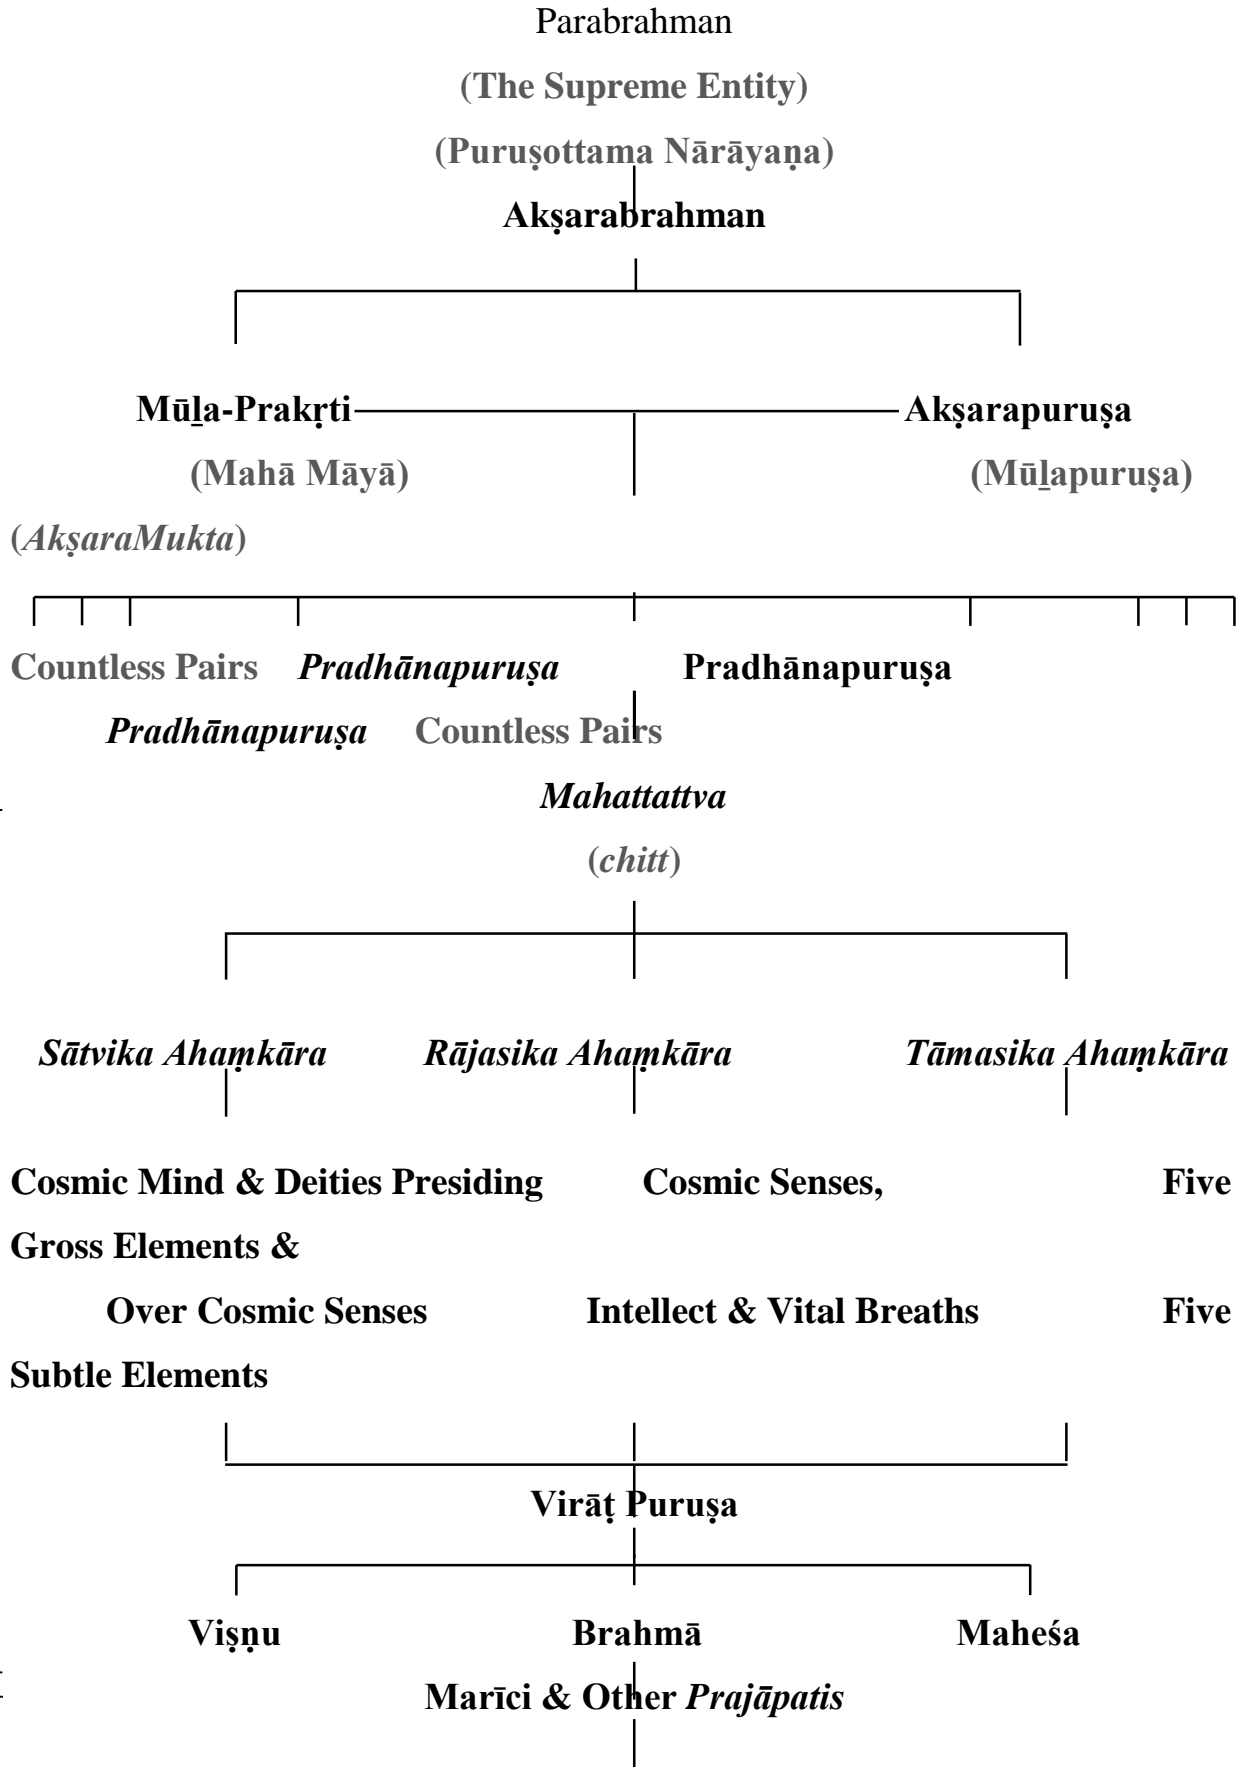 Parabrahman
(The Supreme Entity)
(Puruṣottama Nārāyaṇa)
Akṣarabrahman
Mūḻa-Prakṛti Akṣarapuruṣa
(Mahā Māyā) (Mūḻapuruṣa)
(AkṣaraMukta)
Countless Pairs Pradhānapuruṣa Pradhānapuruṣa
Pradhānapuruṣa Countless Pairs
Mahattattva
(chitt)
Sātvika Ahaṃkāra Rājasika Ahaṃkāra Tāmasika Ahaṃkāra
Cosmic Mind & Deities Presiding Cosmic Senses, Five
Gross Elements &
Over Cosmic Senses Intellect & Vital Breaths Five
Subtle Elements
Virāṭ Puruṣa
Viṣṇu Brahmā Maheśa
Marīci & Other Prajāpatis